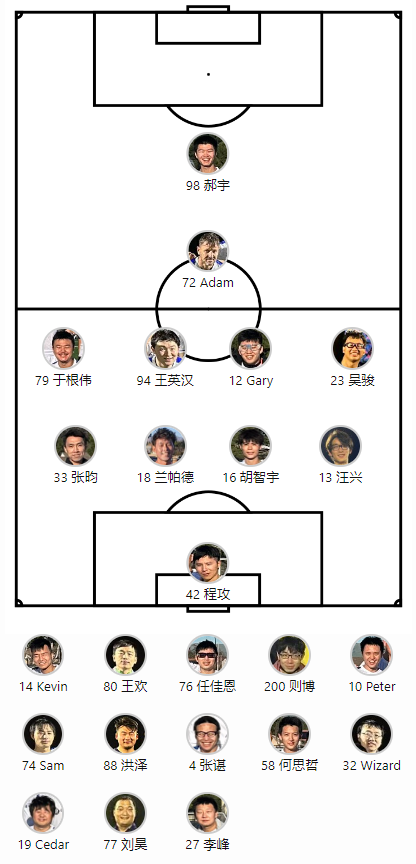 98 郝宇
72 Adam
79 于根伟
94 王英汉
12 Gary
23 吴骏
33 张昀
18 兰帕德
16 胡智宇
13 汪兴
42 程攻
14 Kevin
80 王欢
76 任佳恩
200 则博
10 Peter
74 Sam
88 洪泽
4 张谌
58 何思哲
32 Wizard
19 Cedar
77 刘昊
27 李峰